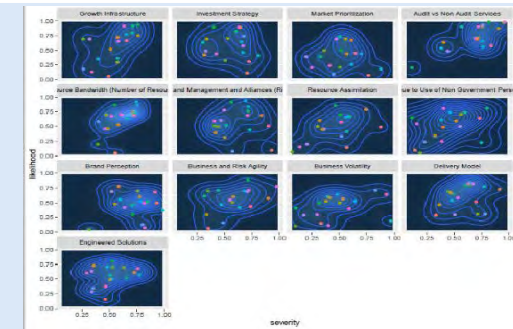 Growth Infrastructure
Investment Strategy
Market Prioritization
Audit vs Non Audit Services
1.00
0.75
0.50
0.25
0.00
urce Bandwidth (Number of Resou
and Management and Alliances (Ri
Resource Assimilation
ue to Use of Non Government Pers
1.00
0.75
0.50
0.25
0.00
likelihood
Brand Perception
Business and Risk Agility
Business Volatility
Delivery Model
1.00
0.75
0.50
0.25
0.00
0.25 0.50 0.75 1.00
0.25 0.50 0.75 1.00
0.25 0.50 0.75 1.00
Engineered Solutions
1.00
0.75
0.50
0.25
0.00
0.25 0.50 0.75 1.00
severity